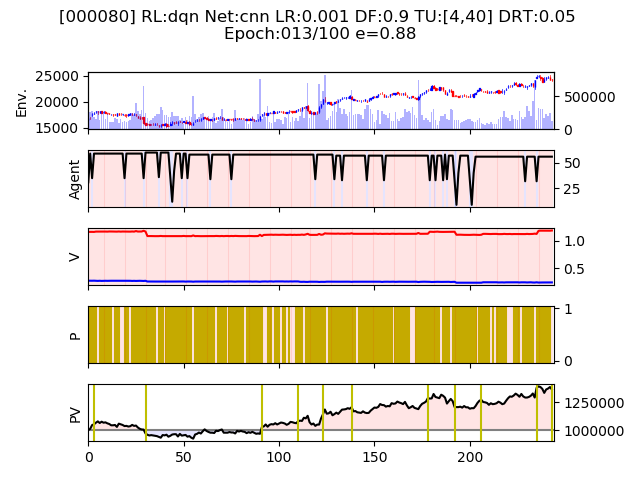 [000080] RL:dqn Net:cnn LR:0.001 DF:0.9 TU:[4,40] DRT:0.05
Epoch:013/100 e=0.88
Env.
25000
20000
15000
500000
0
Agent
50
25
V
1.0
0.5
P
1
0
PV
1250000
1000000
0 50 100 150 200